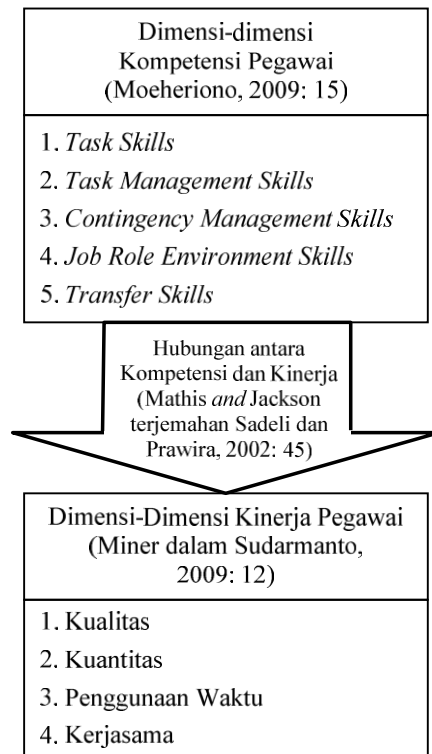 Dimensi-dimensi
Kompetensi Pegawai
(Moeheriono, 2009: 15)
1. Task Skills
2. Task Management Skills
3. Contingency Management Skills
4. Job Role Environment Skills
5. Transfer Skills
Hubungan antara
Kompetensi dan Kinerja
(Mathis and Jackson
terjemahan Sadeli dan
Prawira, 2002: 45)
Dimensi-Dimensi Kinerja Pegawai
(Miner dalam Sudarmanto,
2009: 12)
1. Kualitas
2. Kuantitas
3. Penggunaan Waktu
4. Kerjasama